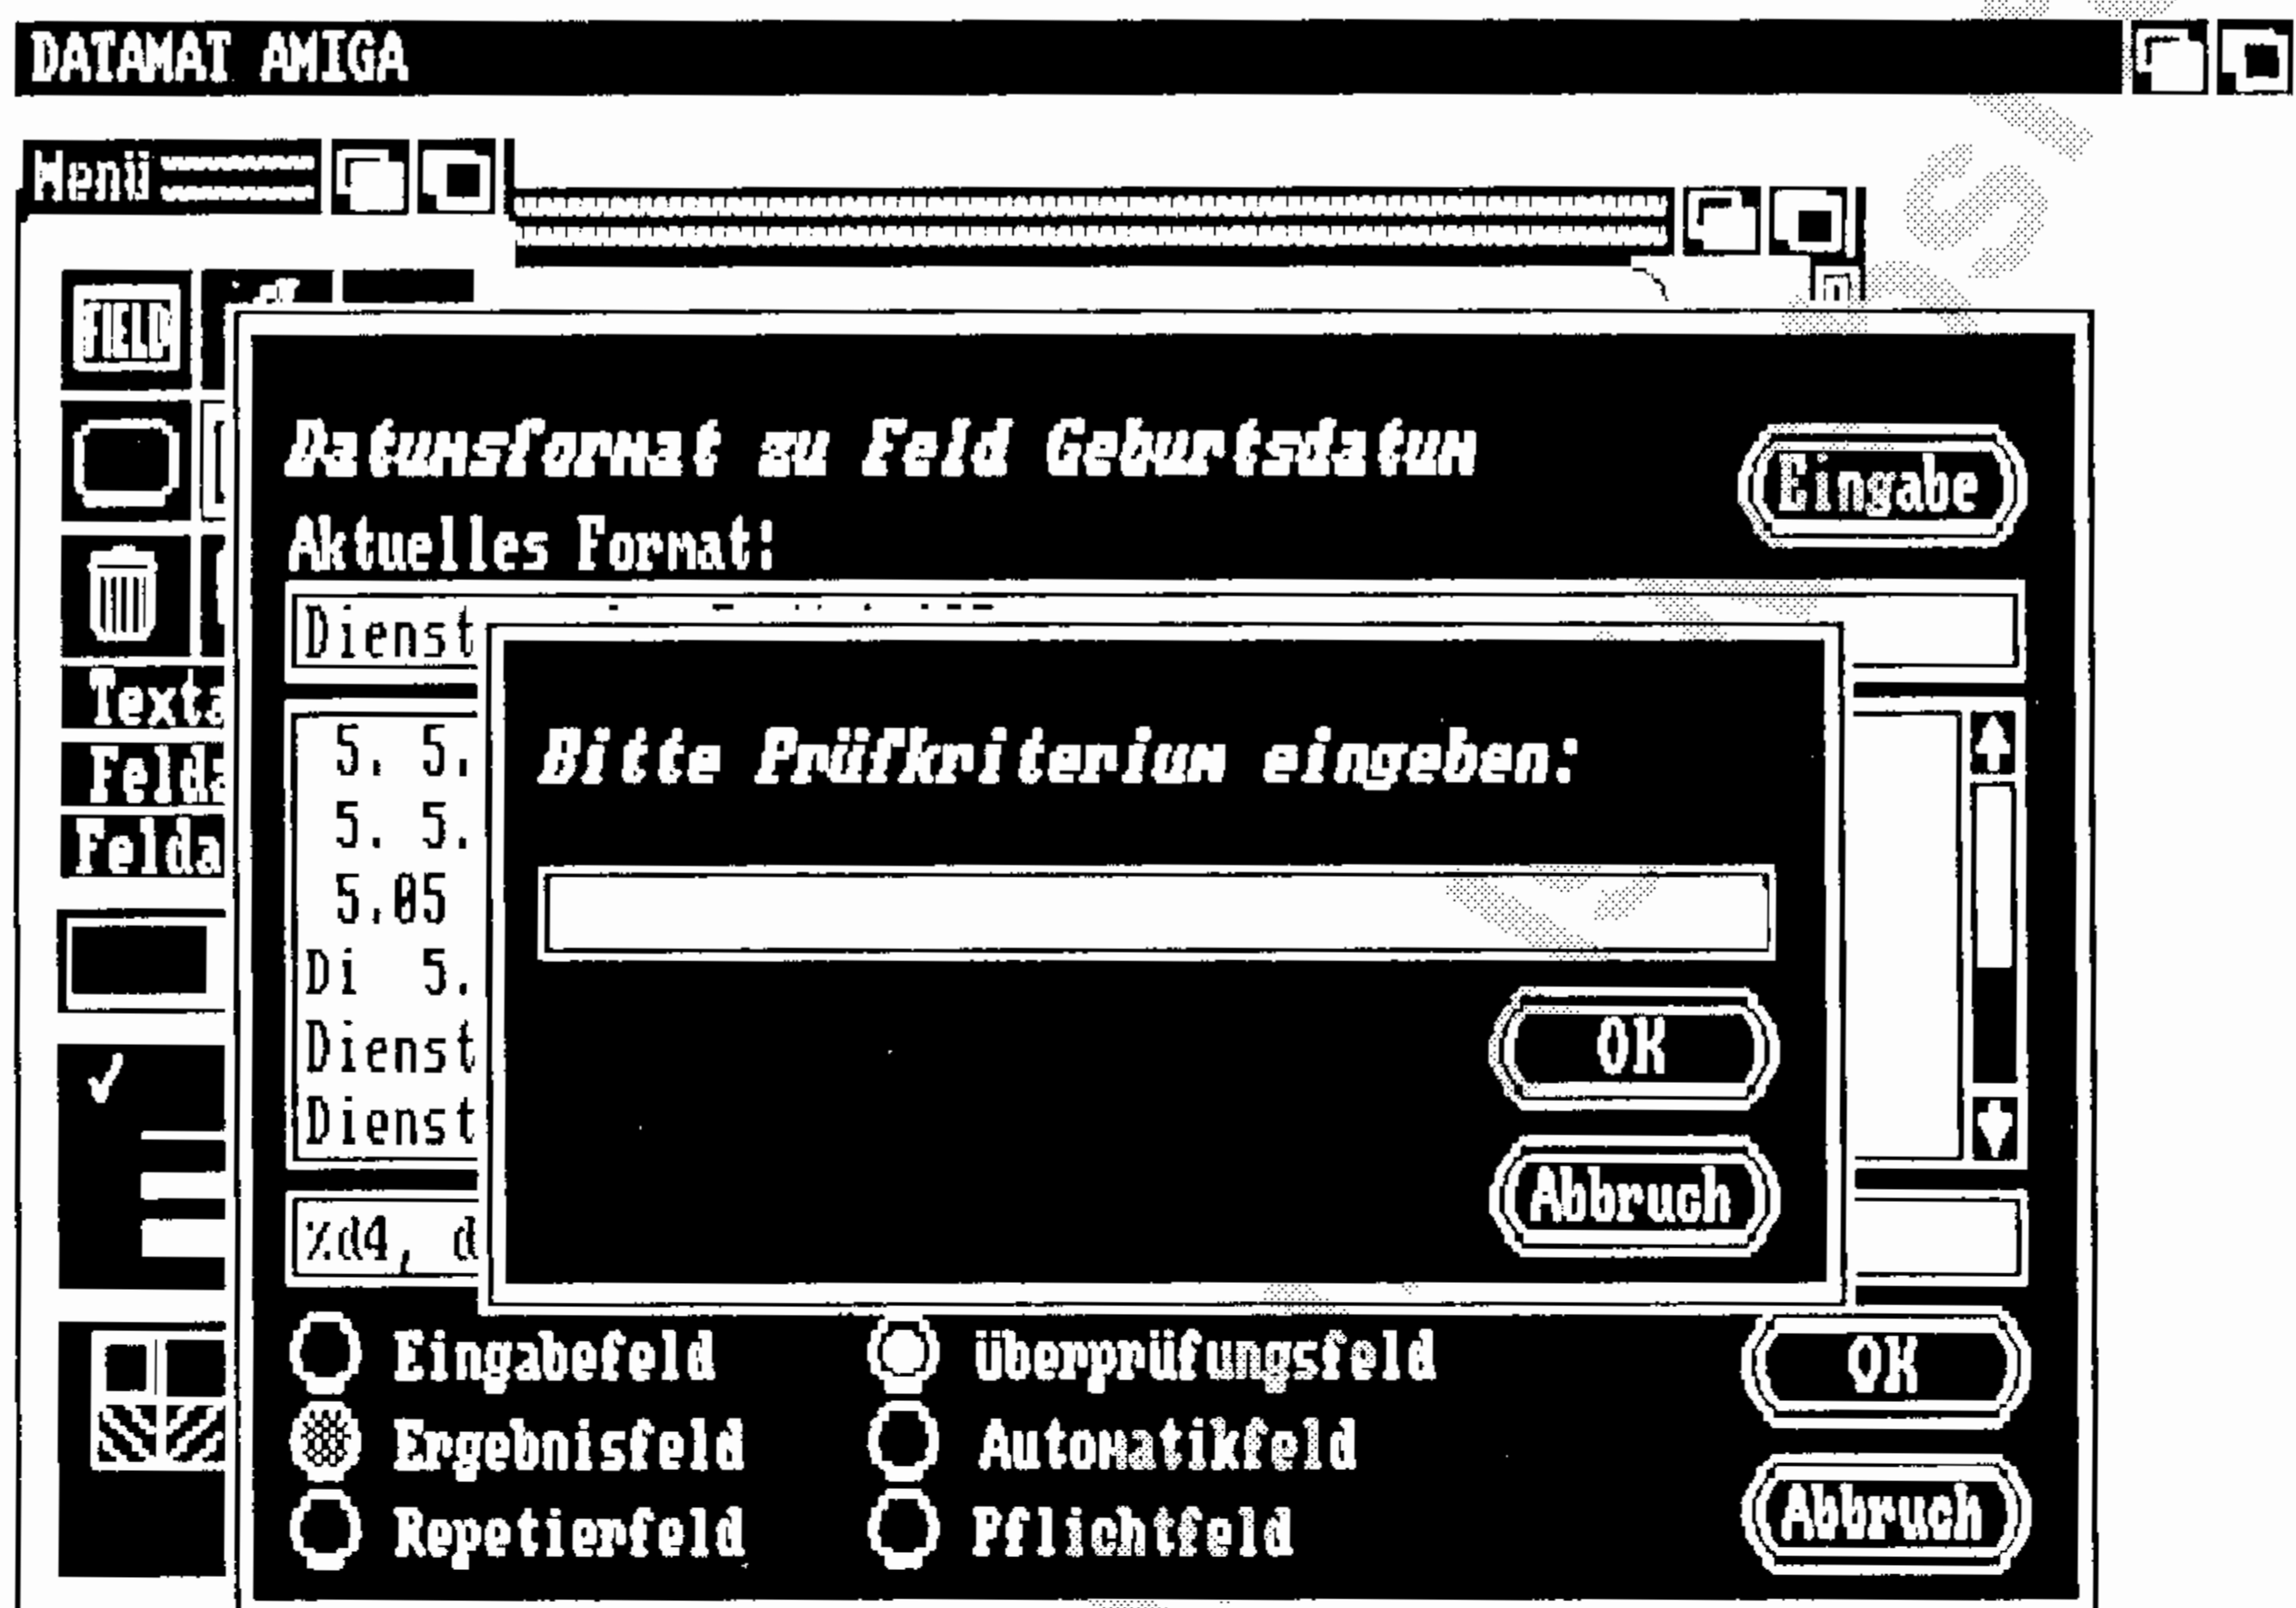 DATAMAT AMIGA
Menü
FIELD
Datumsformat zu Feld Geburtsdatum
Eingabe
Aktuelles Format:
Dienst
Texta
Felda
Felda
5. 5.
5. 5.
5.05
Di 5.
Dienst
Dienst
%d4, d
Bitte Prüfkriterium eingeben:
OK
Abbruch
Eingabefeld
Überprüfungsfeld
OK
Ergebnisfeld
Automatikfeld
Repetierfeld
Pflichtfeld
Abbruch